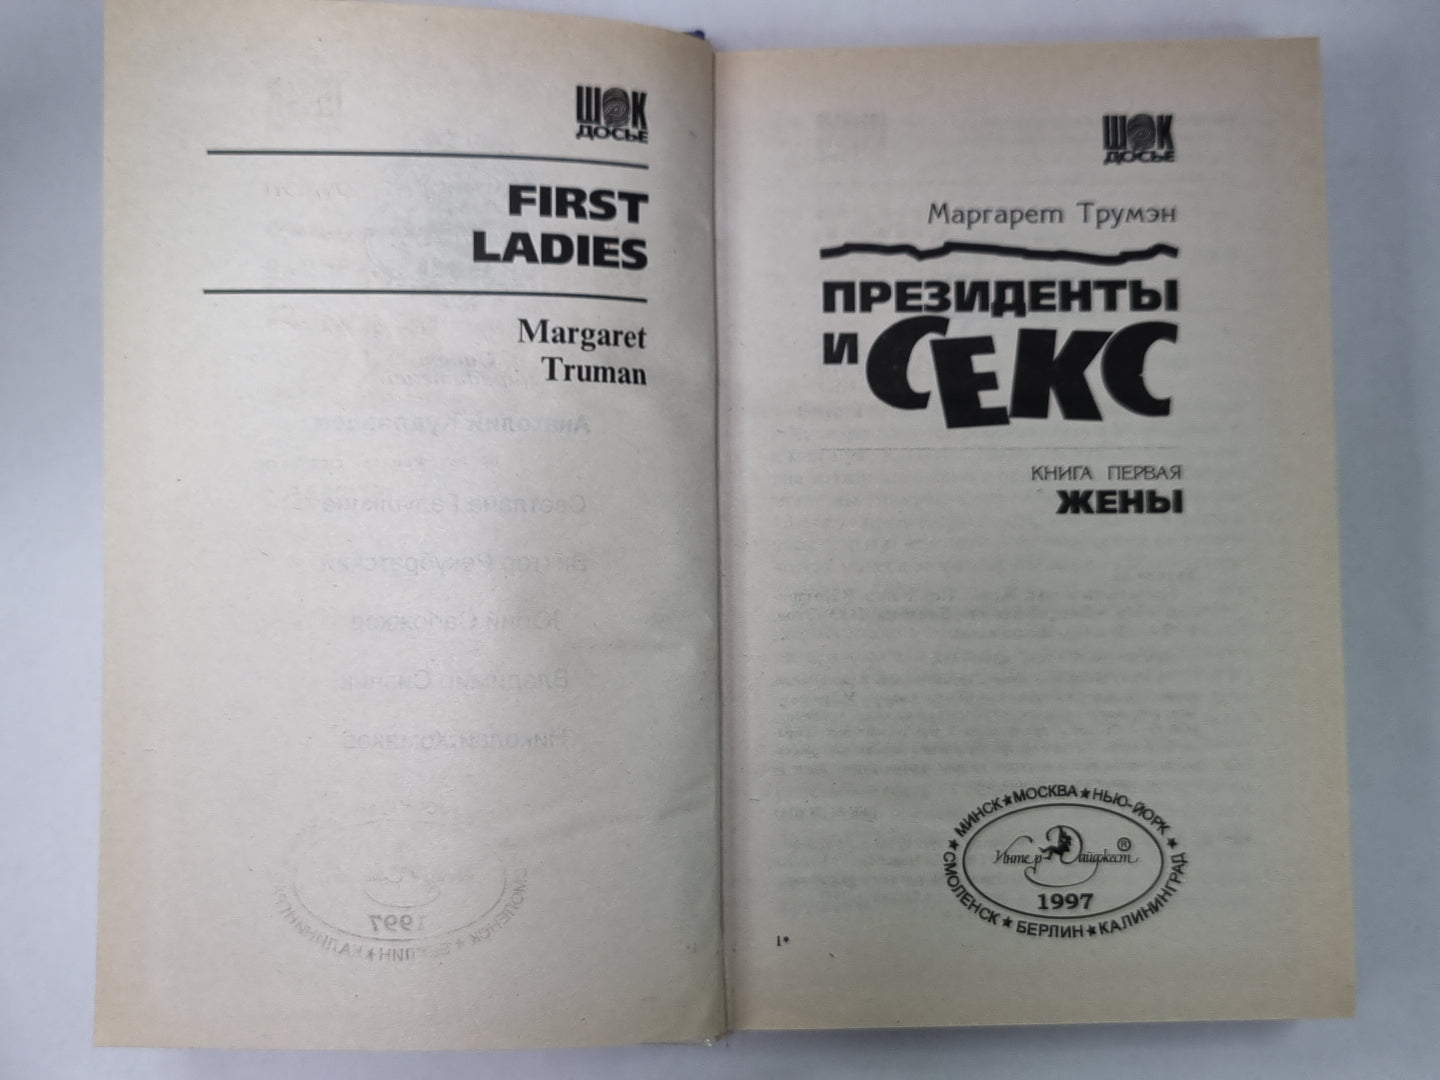 ШОК
ДОСЬЕ
FIRST
LADIES
Margaret
Truman
ШОК
ДОСЬЕ
Маргарет Трумэн
ПРЕЗИДЕНТЫ
И СЕКС
КНИГА ПЕРВАЯ
ЖЕНЫ
СМОЛЕНСК★МИНСК★МОСКВА★НЬЮ-ЙОРК★КАЛИНИНГРАД★БЕРЛИН★
Интер Дайджест ®
1997
1*